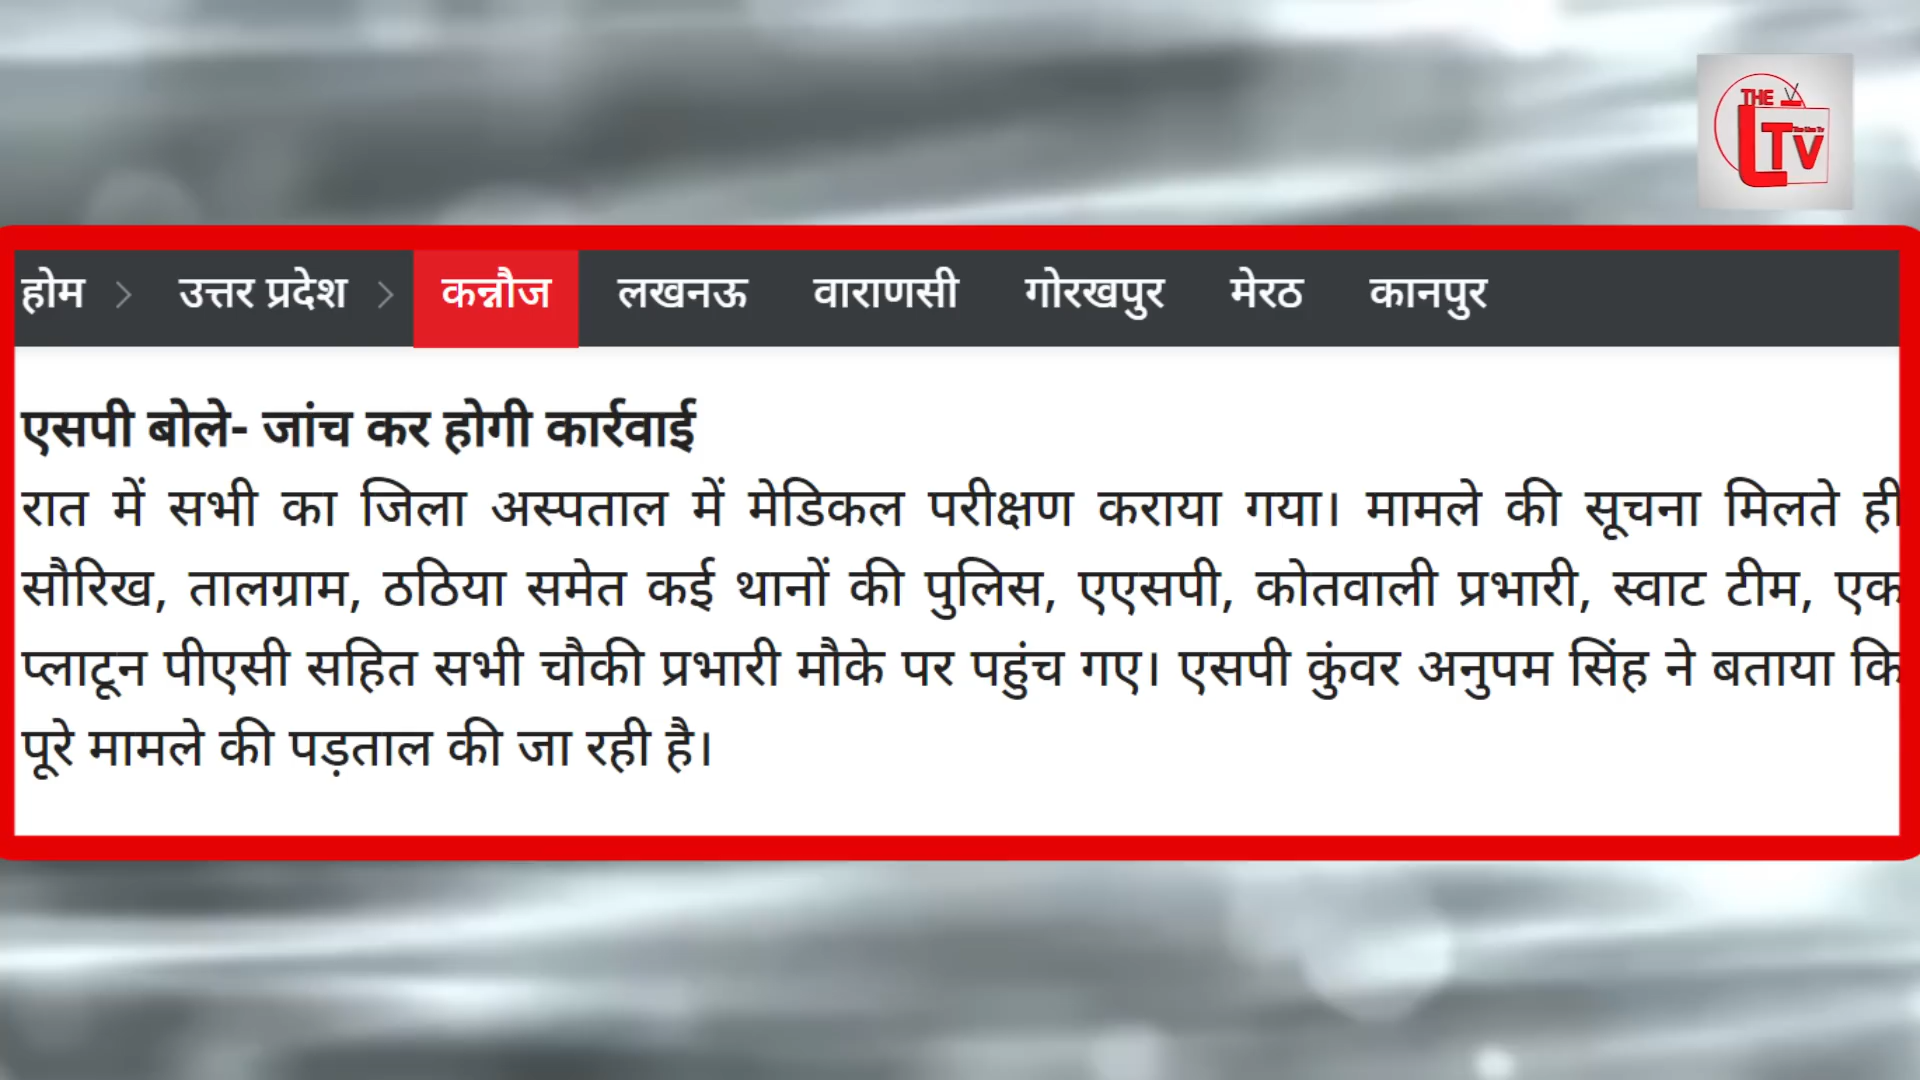 THE
LTV
होम > उत्तर प्रदेश > कन्नौज लखनऊ वाराणसी गोरखपुर मेरठ कानपुर
एसपी बोले- जांच कर होगी कार्रवाई
रात में सभी का जिला अस्पताल में मेडिकल परीक्षण कराया गया। मामले की सूचना मिलते ही
सौरिख, तालग्राम, ठठिया समेत कई थानों की पुलिस, एएसपी, कोतवाली प्रभारी, स्वाट टीम, एक
प्लाटून पीएसी सहित सभी चौकी प्रभारी मौके पर पहुंच गए। एसपी कुंवर अनुपम सिंह ने बताया कि
पूरे मामले की पड़ताल की जा रही है।